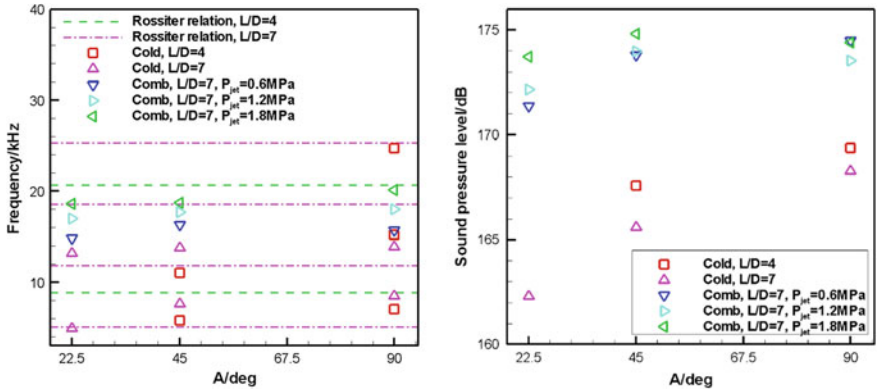 40
30
20
10
Frequency/kHz
Rossiter relation, L/D=4
Rossiter relation, L/D=7
Cold, L/D=4
Cold, L/D=7
Comb, L/D=7, Pjet=0.6MPa
Comb, L/D=7, Pjet=1.2MPa
Comb, L/D=7, Pjet=1.8MPa
22.5 45 67.5 90
A/deg
175
170
165
160
Sound pressure level/dB
Cold, L/D=4
Cold, L/D=7
Comb, L/D=7, Pjet=0.6MPa
Comb, L/D=7, Pjet=1.2MPa
Comb, L/D=7, Pjet=1.8MPa
22.5 45 67.5 90
A/deg